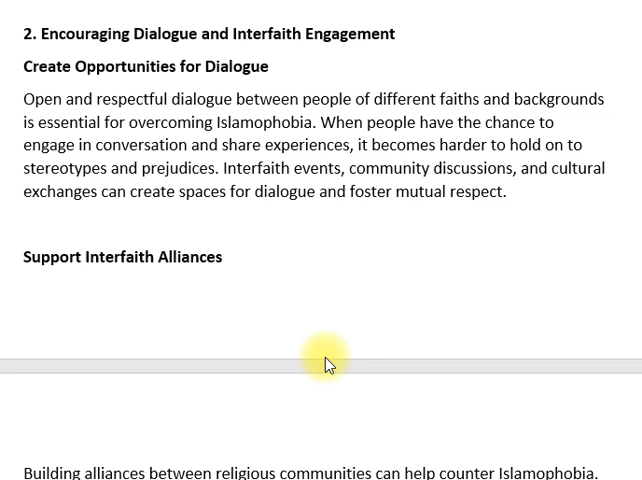 2. Encouraging Dialogue and Interfaith Engagement
Create Opportunities for Dialogue
Open and respectful dialogue between people of different faiths and backgrounds
is essential for overcoming Islamophobia. When people have the chance to
engage in conversation and share experiences, it becomes harder to hold on to
stereotypes and prejudices. Interfaith events, community discussions, and cultural
exchanges can create spaces for dialogue and foster mutual respect.
Support Interfaith Alliances
Building alliances between religious communities can help counter Islamophobia.